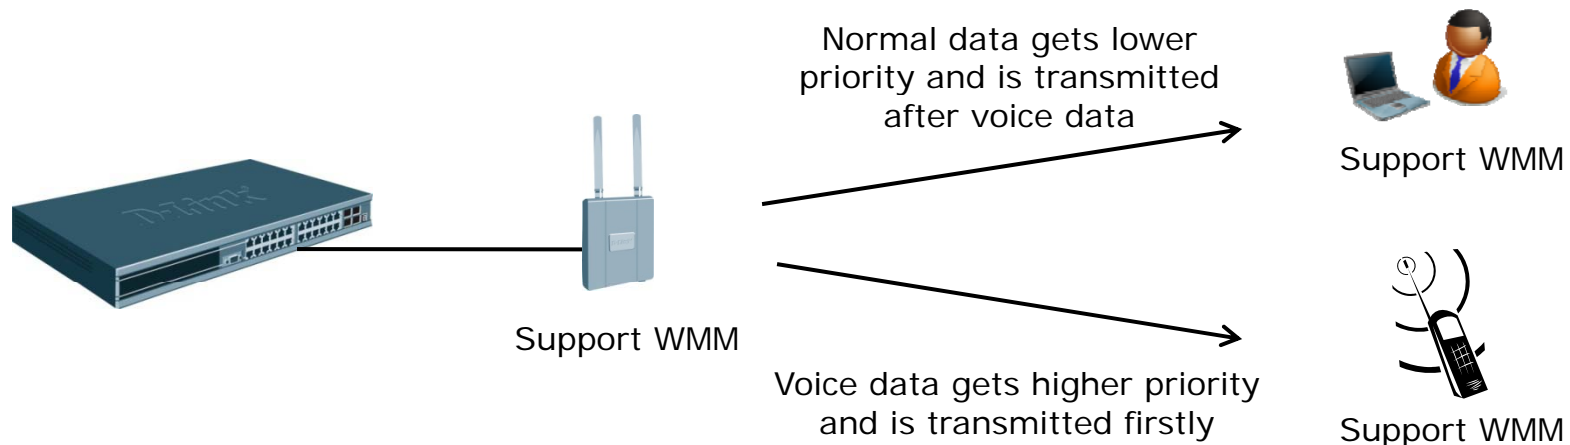 Normal data gets lower
priority and is transmitted
after voice data
Support WMM
D-Link
Support WMM
Voice data gets higher priority
and is transmitted firstly
Support WMM